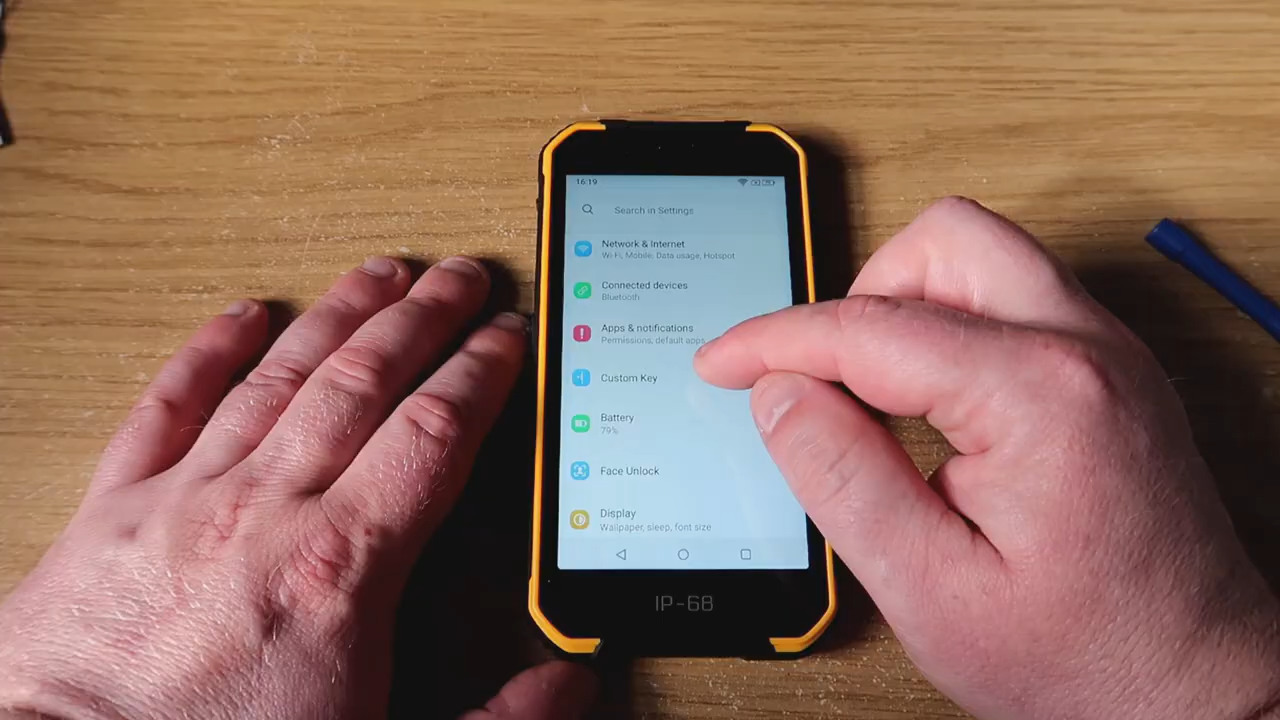 16:19
Search in Settings
Network & Internet
Wi-Fi, Mobile, Data usage, Hotspot
Connected devices
Bluetooth
Apps & notifications
Permissions, default apps
Custom Key
Battery
79%
Face Unlock
Display
Wallpaper, sleep, font size
IP-68